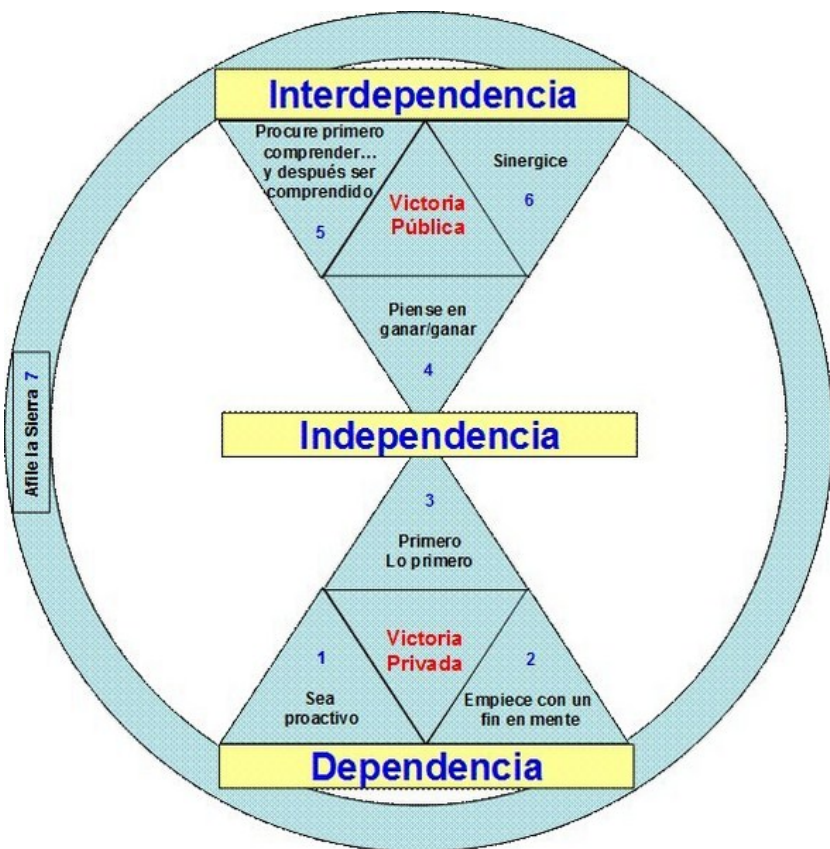 Interdependencia
Procure primero
comprender...
y después ser
comprendido
5
Victoria
Pública
Sinergice
6
Piense en
ganar/ganar
4
Afile la Sierra 7
Independencia
3
Primero
Lo primero
1
Sea
proactivo
Victoria
Privada
2
Empiece con un
fin en mente
Dependencia